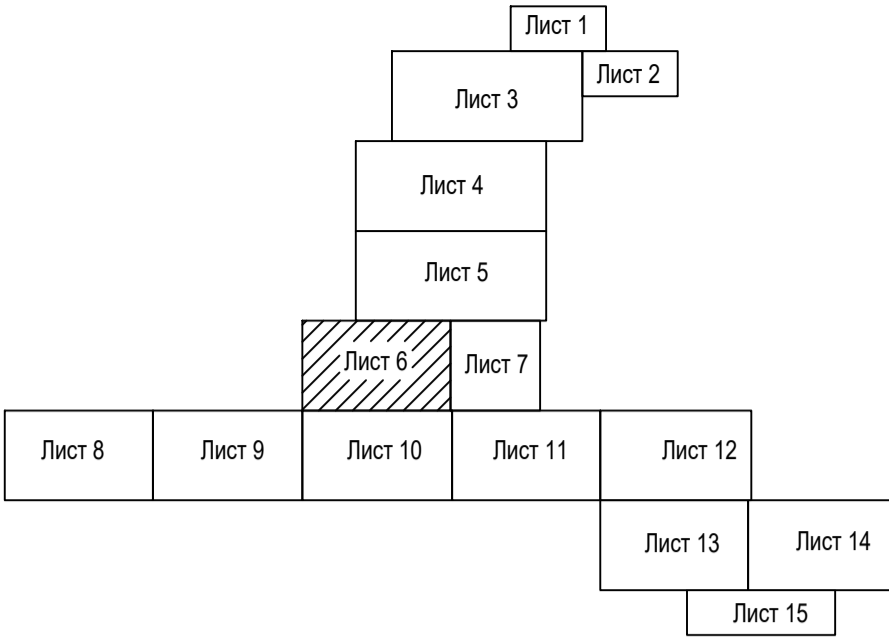 Лист 1
Лист 2
Лист 3
Лист 4
Лист 5
Лист 6
Лист 7
Лист 8
Лист 9
Лист 10
Лист 11
Лист 12
Лист 13
Лист 14
Лист 15